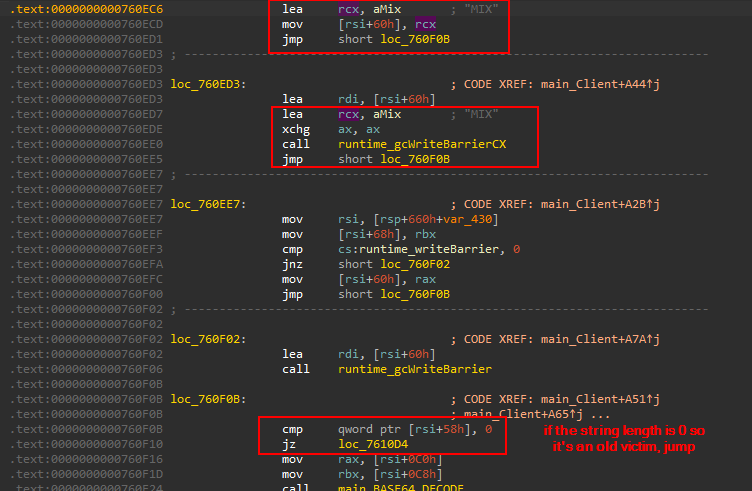 .text:0000000000760EC6 lea rcx, aMix ; "MIX"
.text:0000000000760ECD mov [rsi+60h], rcx
.text:0000000000760ED1 jmp short loc_760F0B
.text:0000000000760ED3 ; ---------------------------------------------------------------------------
.text:0000000000760ED3
.text:0000000000760ED3 loc_760ED3: ; CODE XREF: main_Client+A44↑j
.text:0000000000760ED3 lea rdi, [rsi+60h]
.text:0000000000760ED7 lea rcx, aMix ; "MIX"
.text:0000000000760EDE xchg ax, ax
.text:0000000000760EE0 call runtime_gcWriteBarrierCX
.text:0000000000760EE5 jmp short loc_760F0B
.text:0000000000760EE7 ; ---------------------------------------------------------------------------
.text:0000000000760EE7
.text:0000000000760EE7 loc_760EE7: ; CODE XREF: main_Client+A2B↑j
.text:0000000000760EE7 mov rsi, [rsp+660h+var_430]
.text:0000000000760EEF mov [rsi+68h], rbx
.text:0000000000760EF3 cmp cs:runtime_writeBarrier, 0
.text:0000000000760EFA jnz short loc_760F02
.text:0000000000760EFC mov [rsi+60h], rax
.text:0000000000760F00 jmp short loc_760F0B
.text:0000000000760F02 ; ---------------------------------------------------------------------------
.text:0000000000760F02
.text:0000000000760F02 loc_760F02: ; CODE XREF: main_Client+A7A↑j
.text:0000000000760F02 lea rdi, [rsi+60h]
.text:0000000000760F06 call runtime_gcWriteBarrier
.text:0000000000760F0B
.text:0000000000760F0B loc_760F0B: ; CODE XREF: main_Client+A51↑j
.text:0000000000760F0B ; main_Client+A65↑j ...
.text:0000000000760F0B cmp qword ptr [rsi+58h], 0
.text:0000000000760F10 jz loc_7610D4
if the string length is 0 so
it's an old victim, jump
.text:0000000000760F16 mov rax, [rsi+0C0h]
.text:0000000000760F1D mov rbx, [rsi+0C8h]
.text:0000000000760F24 call main_BASE64_DECODE